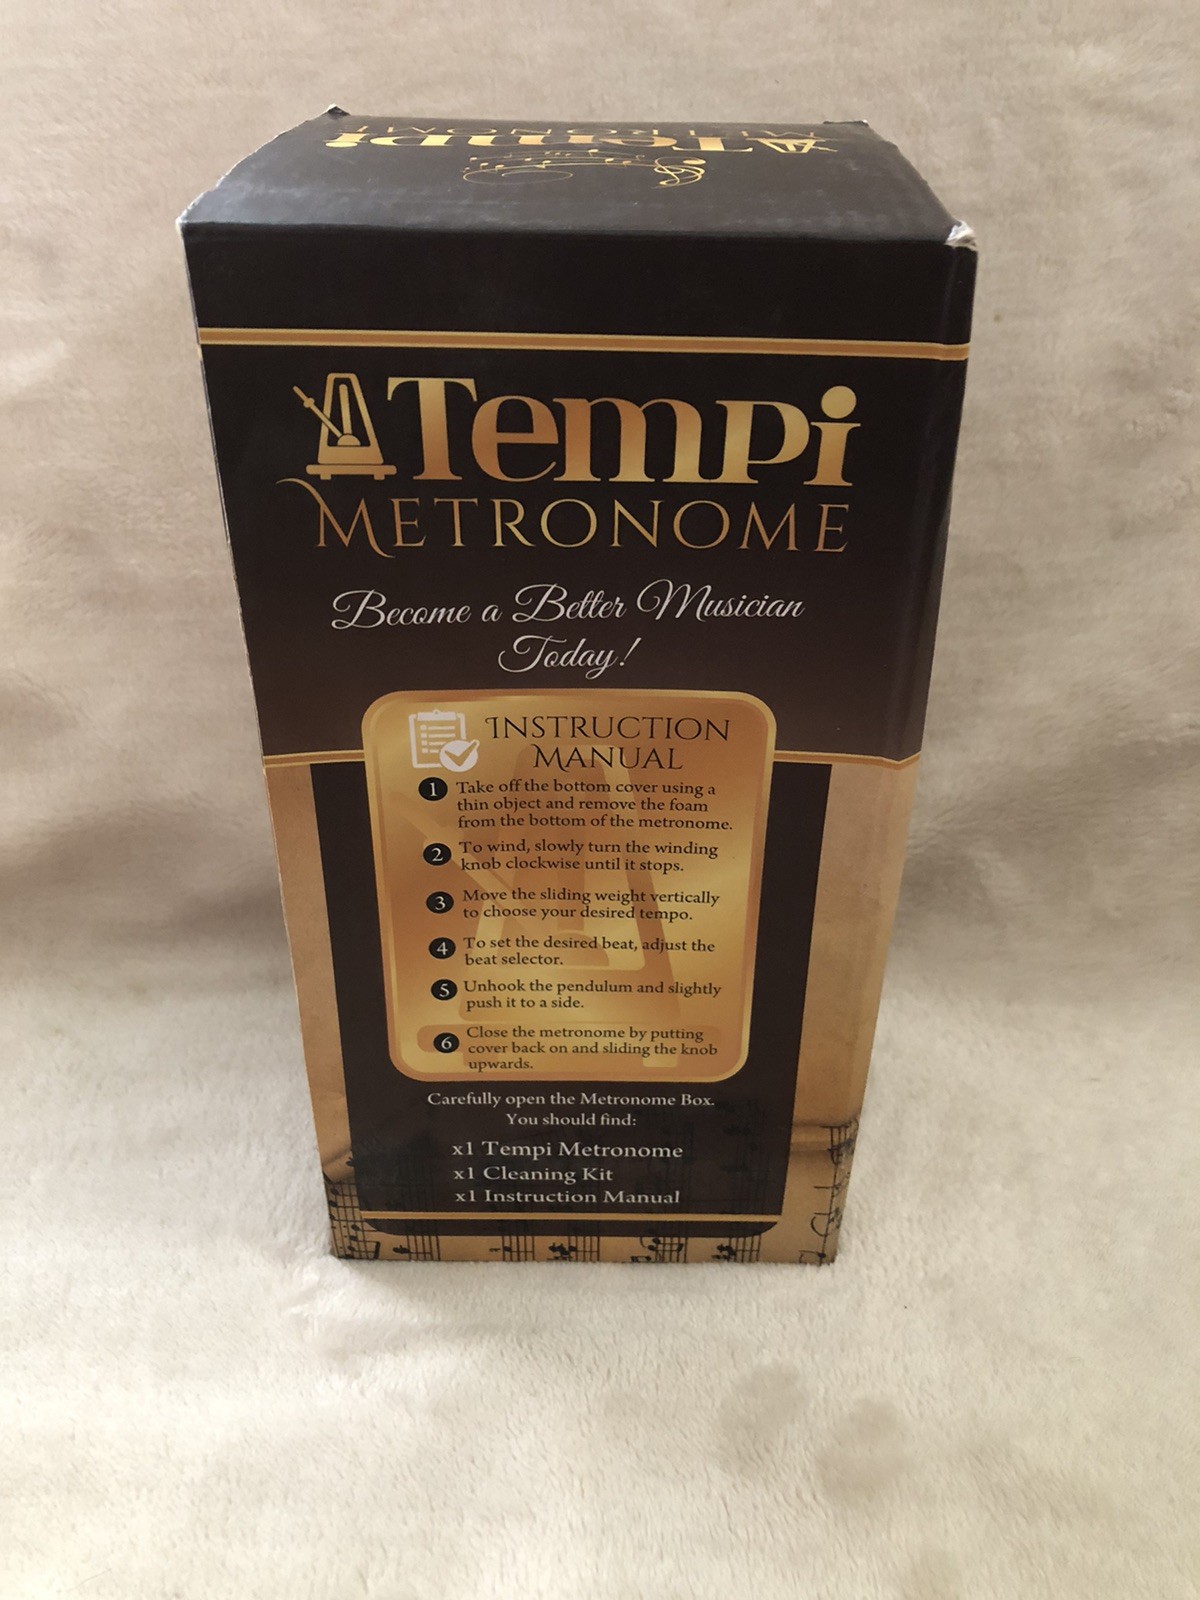 Tempi
METRONOME
Tempi
METRONOME
Become a Better Musician
Today!
INSTRUCTION
MANUAL
1 Take off the bottom cover using a
thin object and remove the foam
from the bottom of the metronome.
2 To wind, slowly turn the winding
knob clockwise until it stops.
3 Move the sliding weight vertically
to choose your desired tempo.
4 To set the desired beat, adjust the
beat selector.
5 Unhook the pendulum and slightly
push it to a side.
6 Close the metronome by putting
cover back on and sliding the knob
upwards.
Carefully open the Metronome Box.
You should find:
x1 Tempi Metronome
x1 Cleaning Kit
x1 Instruction Manual